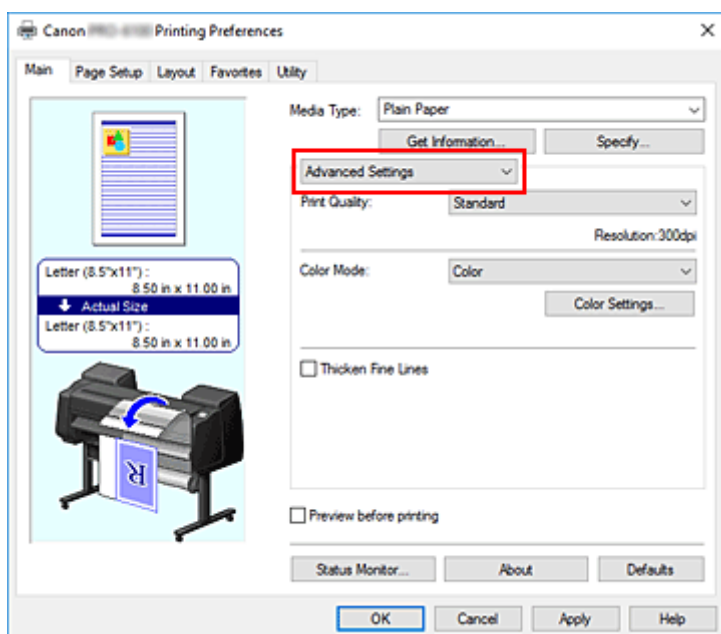 Canon Printing Preferences
Main Page Setup Layout Favorites Utility
Media Type: Plain Paper
Get Information... Specify...
Advanced Settings
Print Quality: Standard
Resolution:300dpi
Color Mode: Color
Color Settings...
Thicken Fine Lines
Letter (8.5"x11") :
8.50 in x 11.00 in
Actual Size
Letter (8.5"x11") :
8.50 in x 11.00 in
R
Preview before printing
Status Monitor... About Defaults
OK Cancel Apply Help